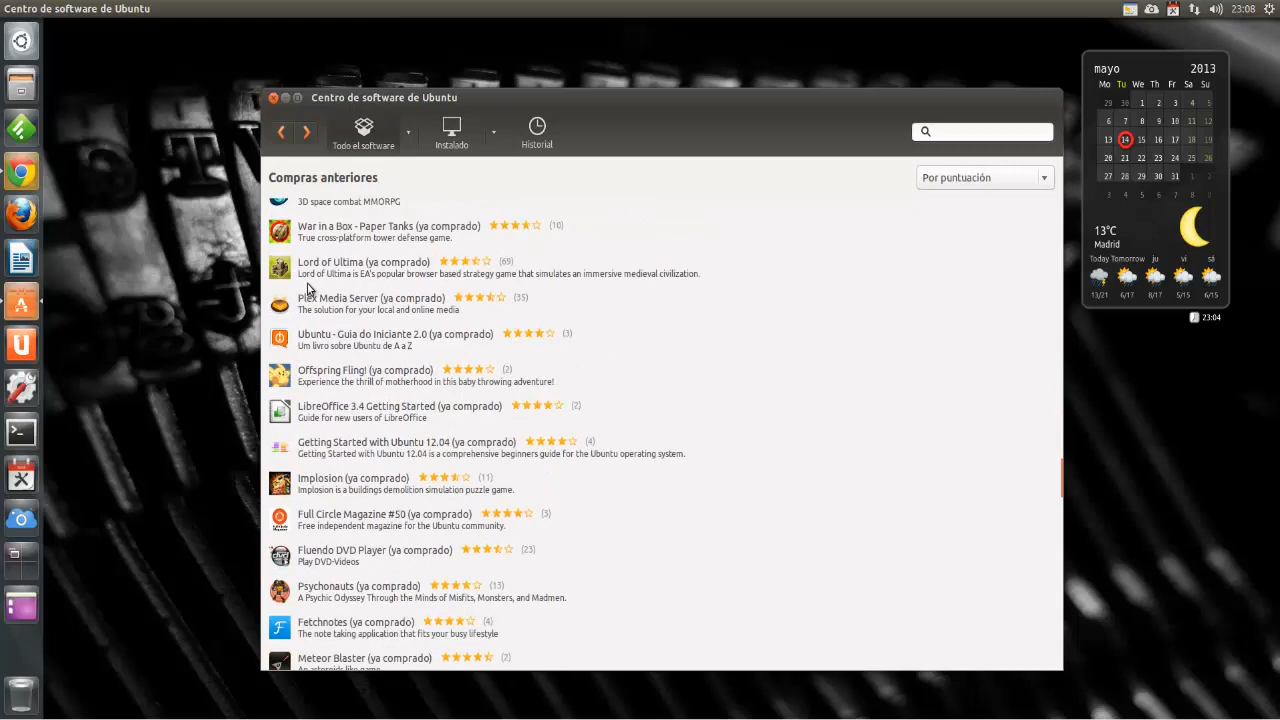 Centro de software de Ubuntu
23:08
Centro de software de Ubuntu
Todo el software
Instalado
Historial
Compras anteriores
Por puntuación
3D space combat MMORPG
War in a Box - Paper Tanks (ya comprado) (10)
True cross-platform tower defense game.
Lord of Ultima (ya comprado) (69)
Lord of Ultima is EA's popular browser based strategy game that simulates an immersive medieval civilization.
Plex Media Server (ya comprado) (35)
The solution for your local and online media
Ubuntu - Guia do Iniciante 2.0 (ya comprado) (3)
Um livro sobre Ubuntu de A a Z
Offspring Fling! (ya comprado) (2)
Experience the thrill of motherhood in this baby throwing adventure!
LibreOffice 3.4 Getting Started (ya comprado) (2)
Guide for new users of LibreOffice
Getting Started with Ubuntu 12.04 (ya comprado) (4)
Getting Started with Ubuntu 12.04 is a comprehensive beginners guide for the Ubuntu operating system.
Implosion (ya comprado) (11)
Implosion is a buildings demolition simulation puzzle game.
Full Circle Magazine #50 (ya comprado) (3)
Free independent magazine for the Ubuntu community.
Fluendo DVD Player (ya comprado) (23)
Play DVD-Videos
Psychonauts (ya comprado) (13)
A Psychic Odyssey Through the Minds of Misfits, Monsters, and Madmen.
Fetchnotes (ya comprado) (4)
The note taking application that fits your busy lifestyle
Meteor Blaster (ya comprado) (2)
An asteroids like game
mayo 2013
Mo Tu We Th Fr Sa Su
29 30 1 2 3 4 5
6 7 8 9 10 11 12
13 14 15 16 17 18 19
20 21 22 23 24 25 26
27 28 29 30 31 1 2
3 4 5 6 7 8 9
13°C
Madrid
Today Tomorrow ju vi sá
13/21 6/17 8/17 5/15 6/15
23:04